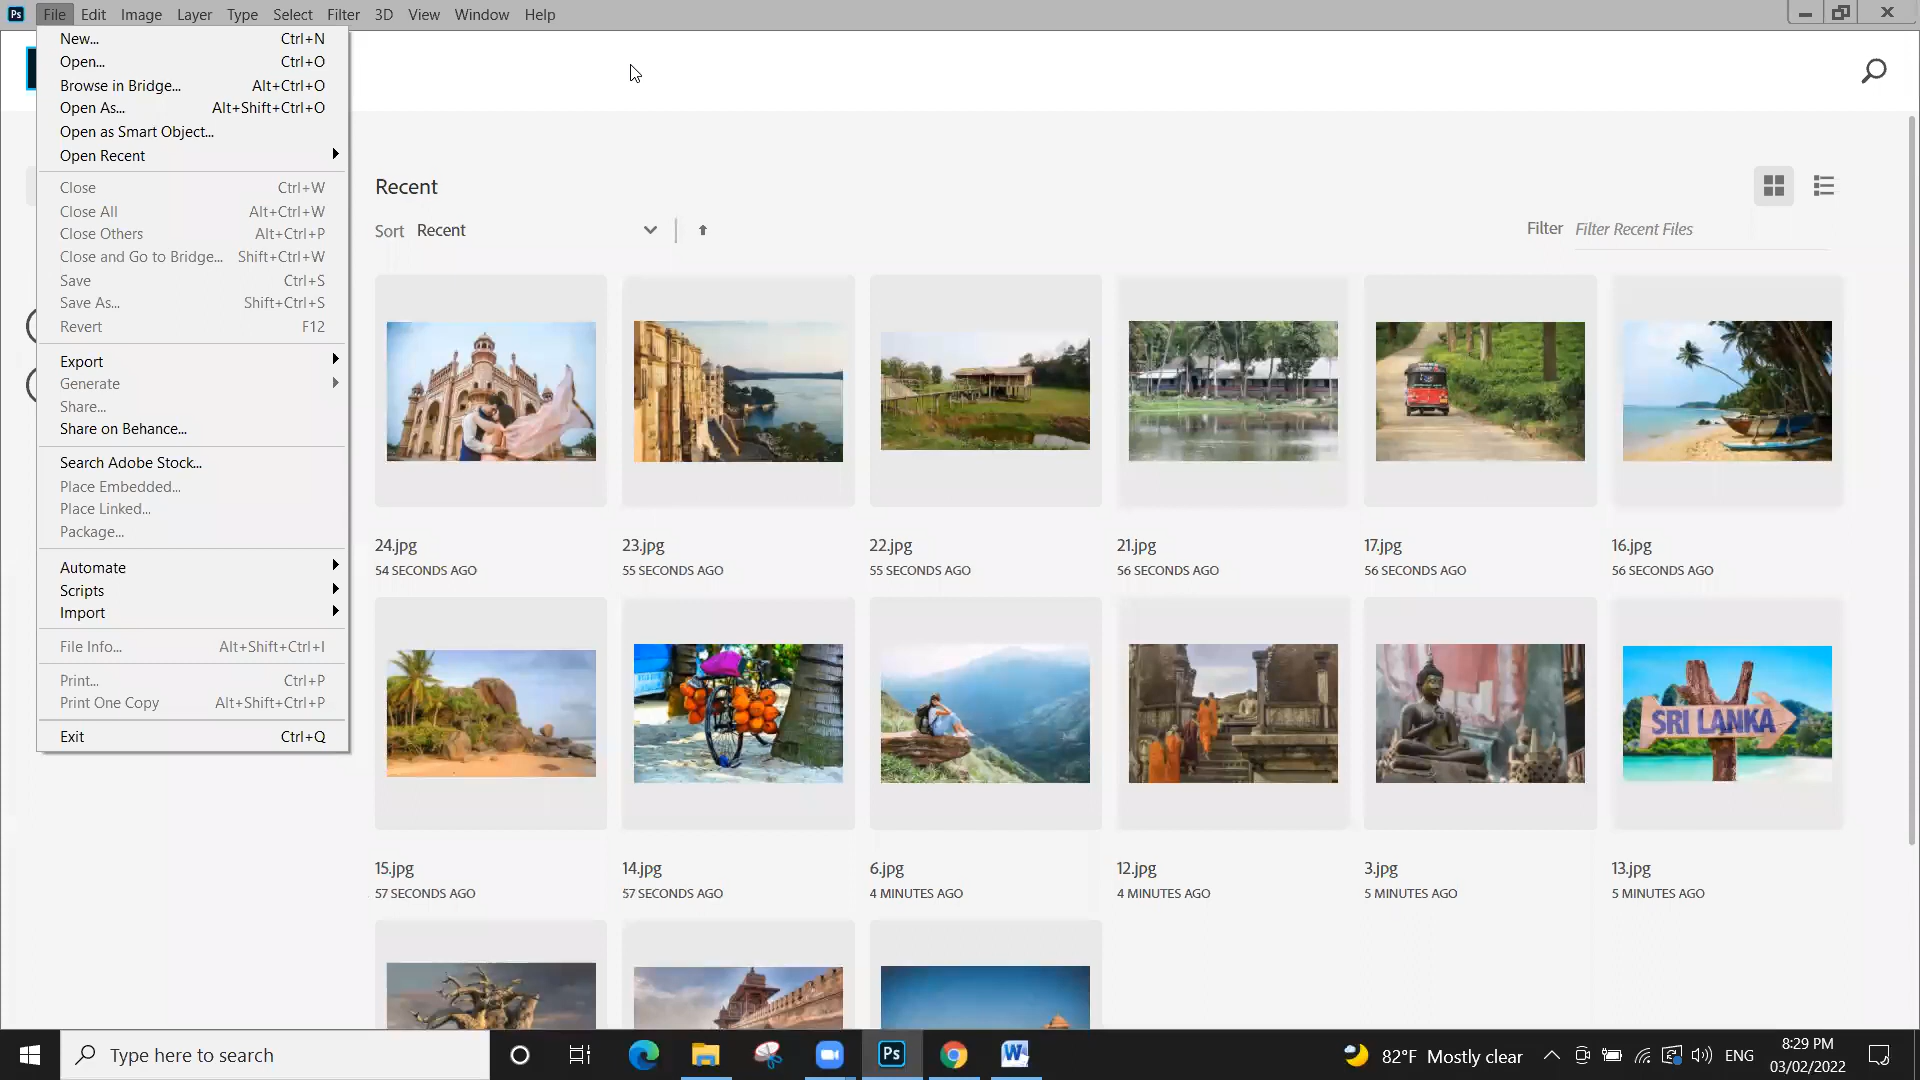 Ps File Edit Image Layer Type Select Filter 3D View Window Help
New... Ctrl+N
Open... Ctrl+O
Browse in Bridge... Alt+Ctrl+O
Open As... Alt+Shift+Ctrl+O
Open as Smart Object...
Open Recent
Close Ctrl+W
Close All Alt+Ctrl+W
Close Others Alt+Ctrl+P
Close and Go to Bridge... Shift+Ctrl+W
Save Ctrl+S
Save As... Shift+Ctrl+S
Revert F12
Export
Generate
Share...
Share on Behance...
Search Adobe Stock...
Place Embedded...
Place Linked...
Package...
Automate
Scripts
Import
File Info... Alt+Shift+Ctrl+I
Print... Ctrl+P
Print One Copy Alt+Shift+Ctrl+P
Exit Ctrl+Q
Recent
Sort Recent
Filter Filter Recent Files
24.jpg 23.jpg 22.jpg 21.jpg 17.jpg 16.jpg
54 SECONDS AGO 55 SECONDS AGO 55 SECONDS AGO 56 SECONDS AGO 56 SECONDS AGO 56 SECONDS AGO
SRI LANKA
15.jpg 14.jpg 6.jpg 12.jpg 3.jpg 13.jpg
57 SECONDS AGO 57 SECONDS AGO 4 MINUTES AGO 4 MINUTES AGO 5 MINUTES AGO 5 MINUTES AGO
Type here to search
Ps
W
82°F Mostly clear
ENG
8:29 PM
03/02/2022